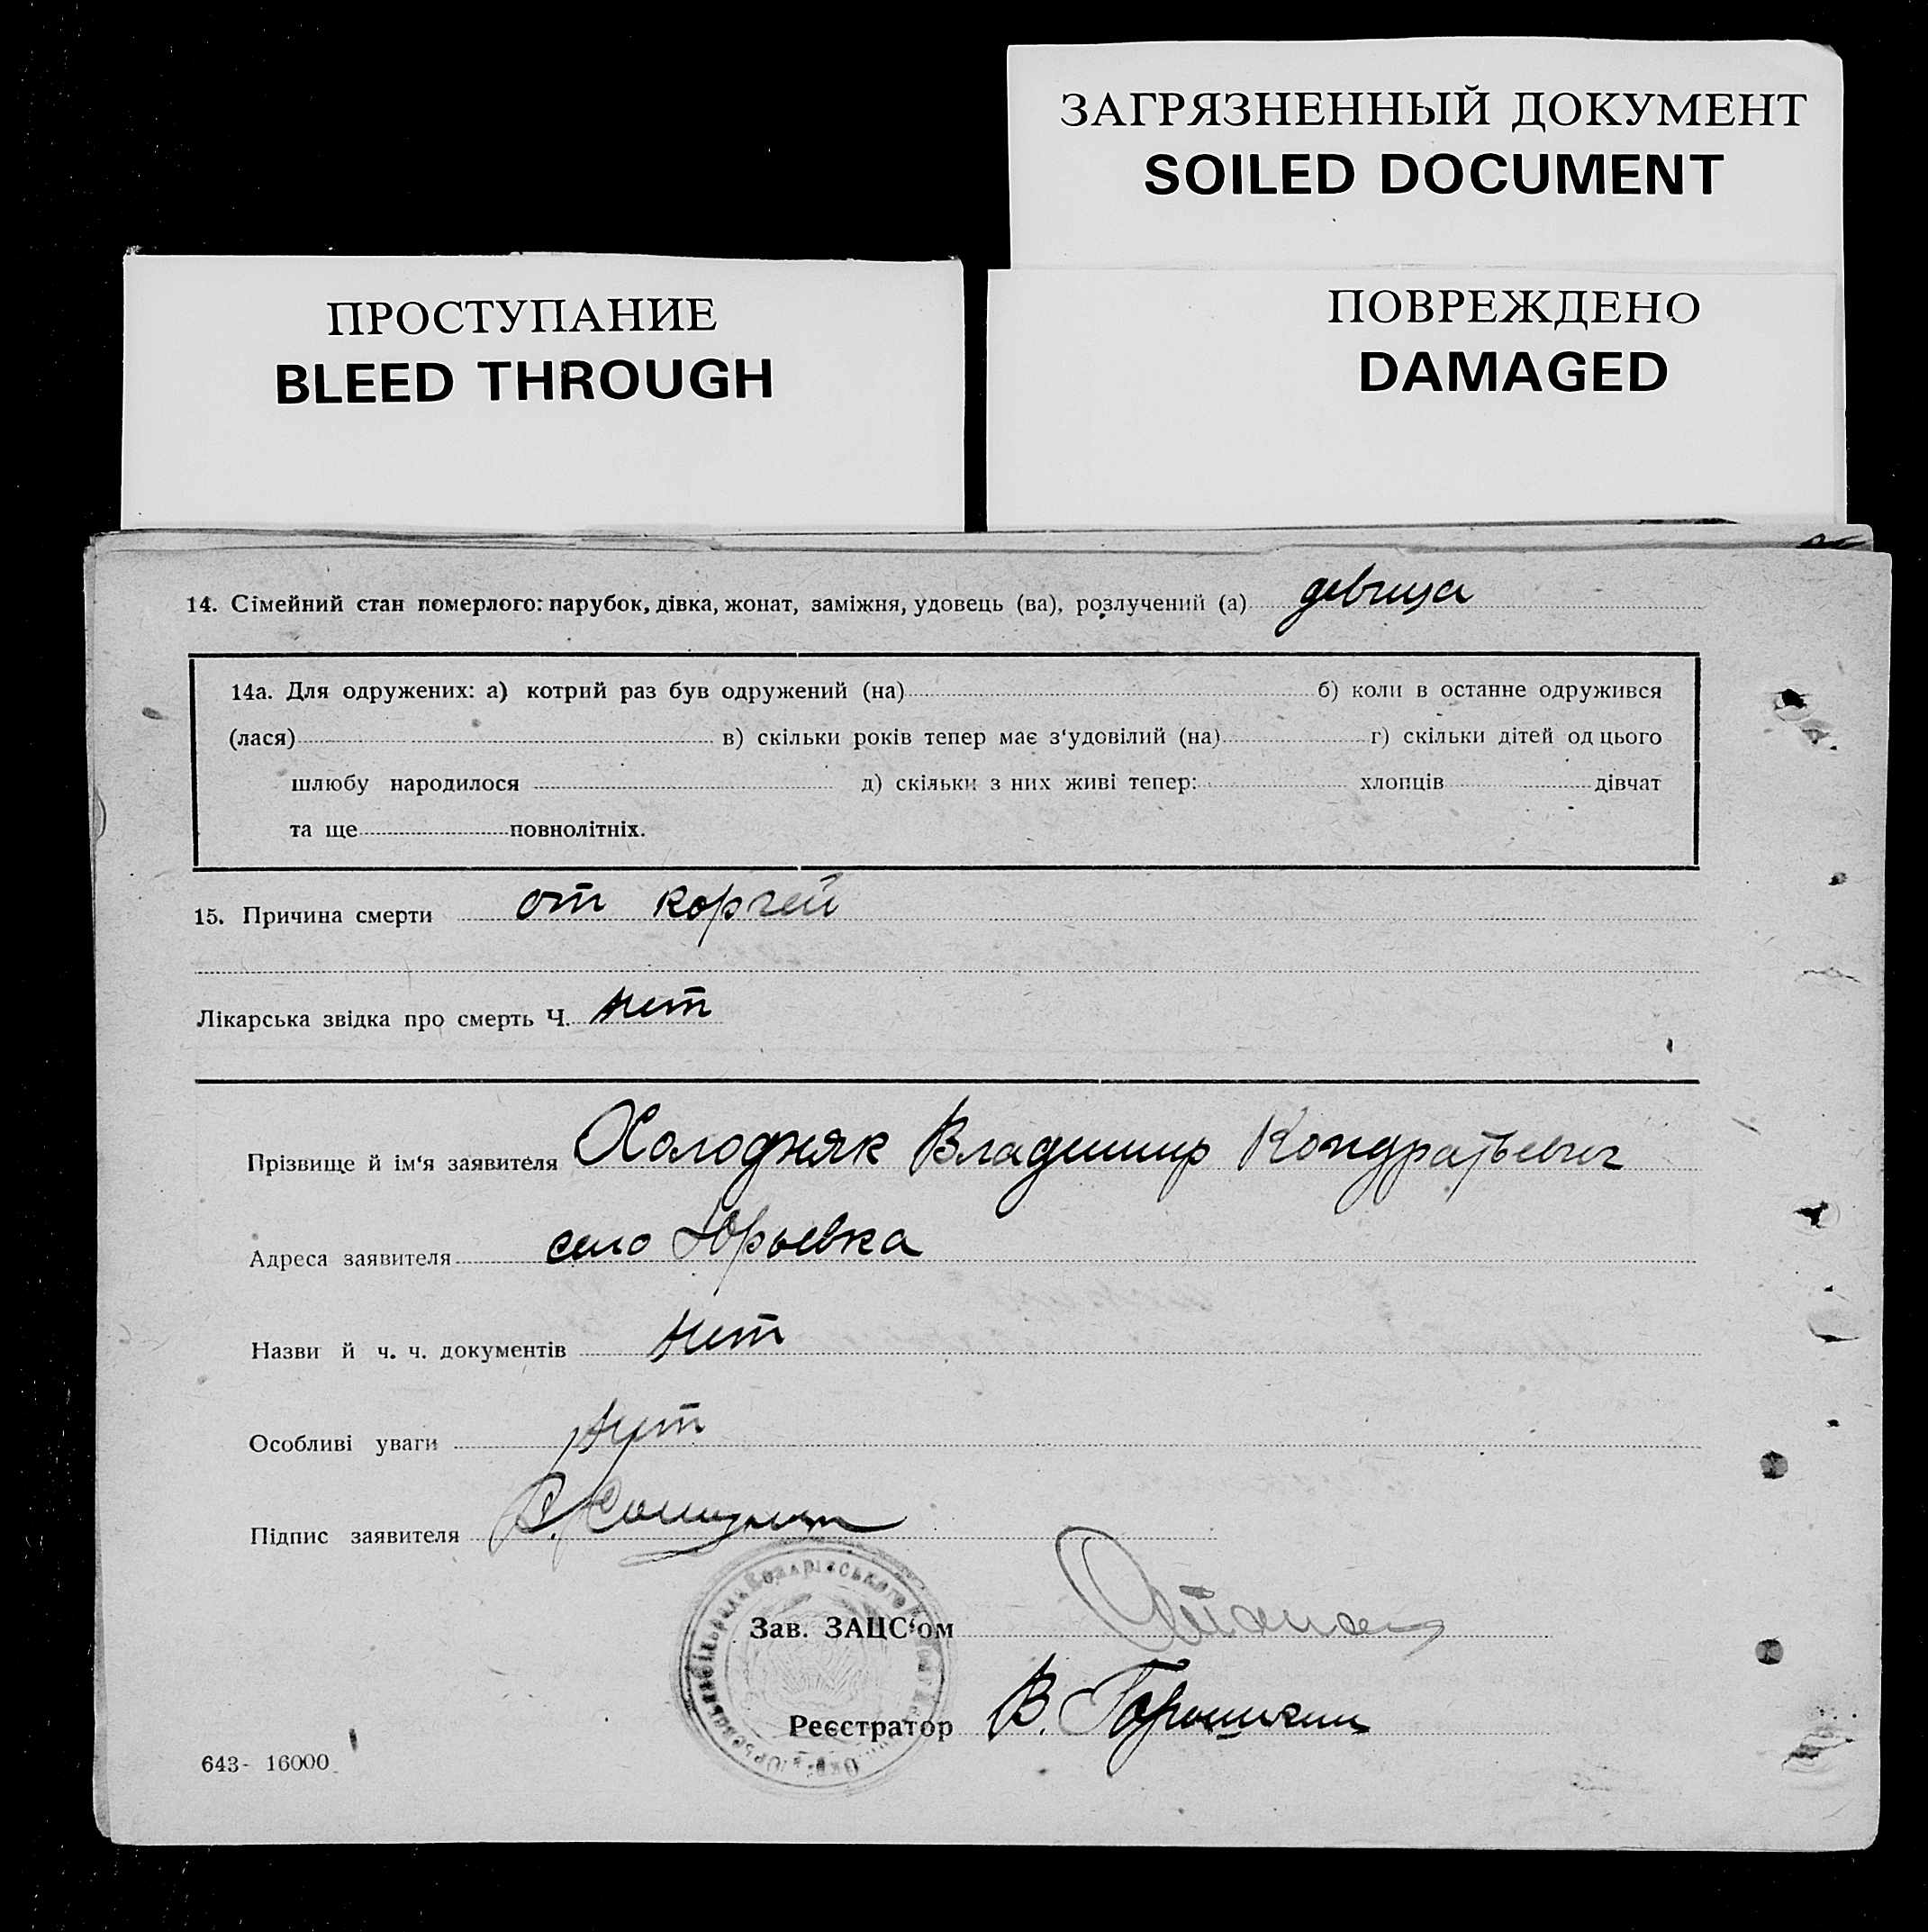 ЗАГРЯЗНЕННЫЙ ДОКУМЕНТ
SOILED DOCUMENT
ПРОСТУПАНИЕ
BLEED THROUGH
ПОВРЕЖДЕНО
DAMAGED
14. Сімейний стан померлого: парубок, дівка, жонат, заміжня, удовець (ва), розлучений (а) девица
14а. Для одружених: а) котрий раз був одружений (на) б) коли в останне одружився
(лася) в) скільки років тепер має з'удовілий (на) г) скільки дітей од цього
шлюбу народилося д) скільки з них живі тепер: хлопців дівчат
та ще повнолітніх.
15. Причина смерти от корчей
Лікарська звідка про смерть Ч. нет
Прізвище й ім'я заявителя Холодняк Владимир Кондратьевич
Адреса заявителя село Юрьевка
Назви й ч. ч. документів нет
Особливі уваги нет
Підпис заявителя
Зав. ЗАЦС'ом
Реєстратор В.
643- 16000